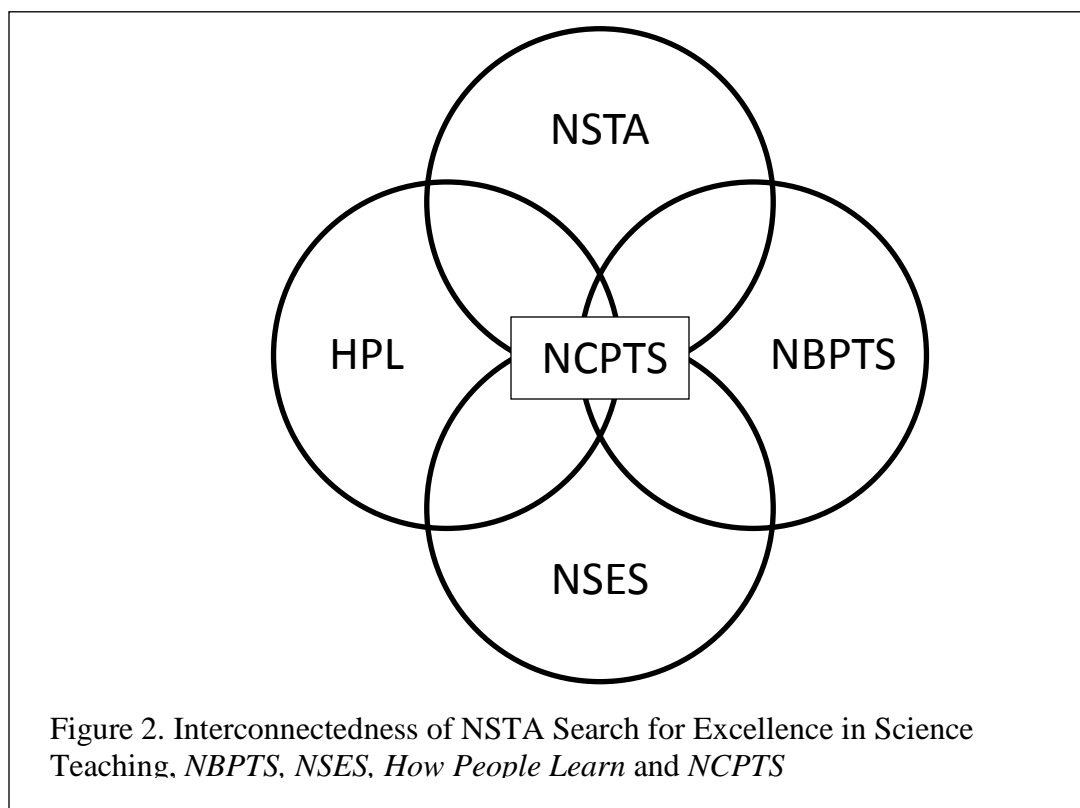 NSTA
HPL
NCPTS
NBPTS
NSES
Figure 2. Interconnectedness of NSTA Search for Excellence in Science
Teaching, NBPTS, NSES, How People Learn and NCPTS